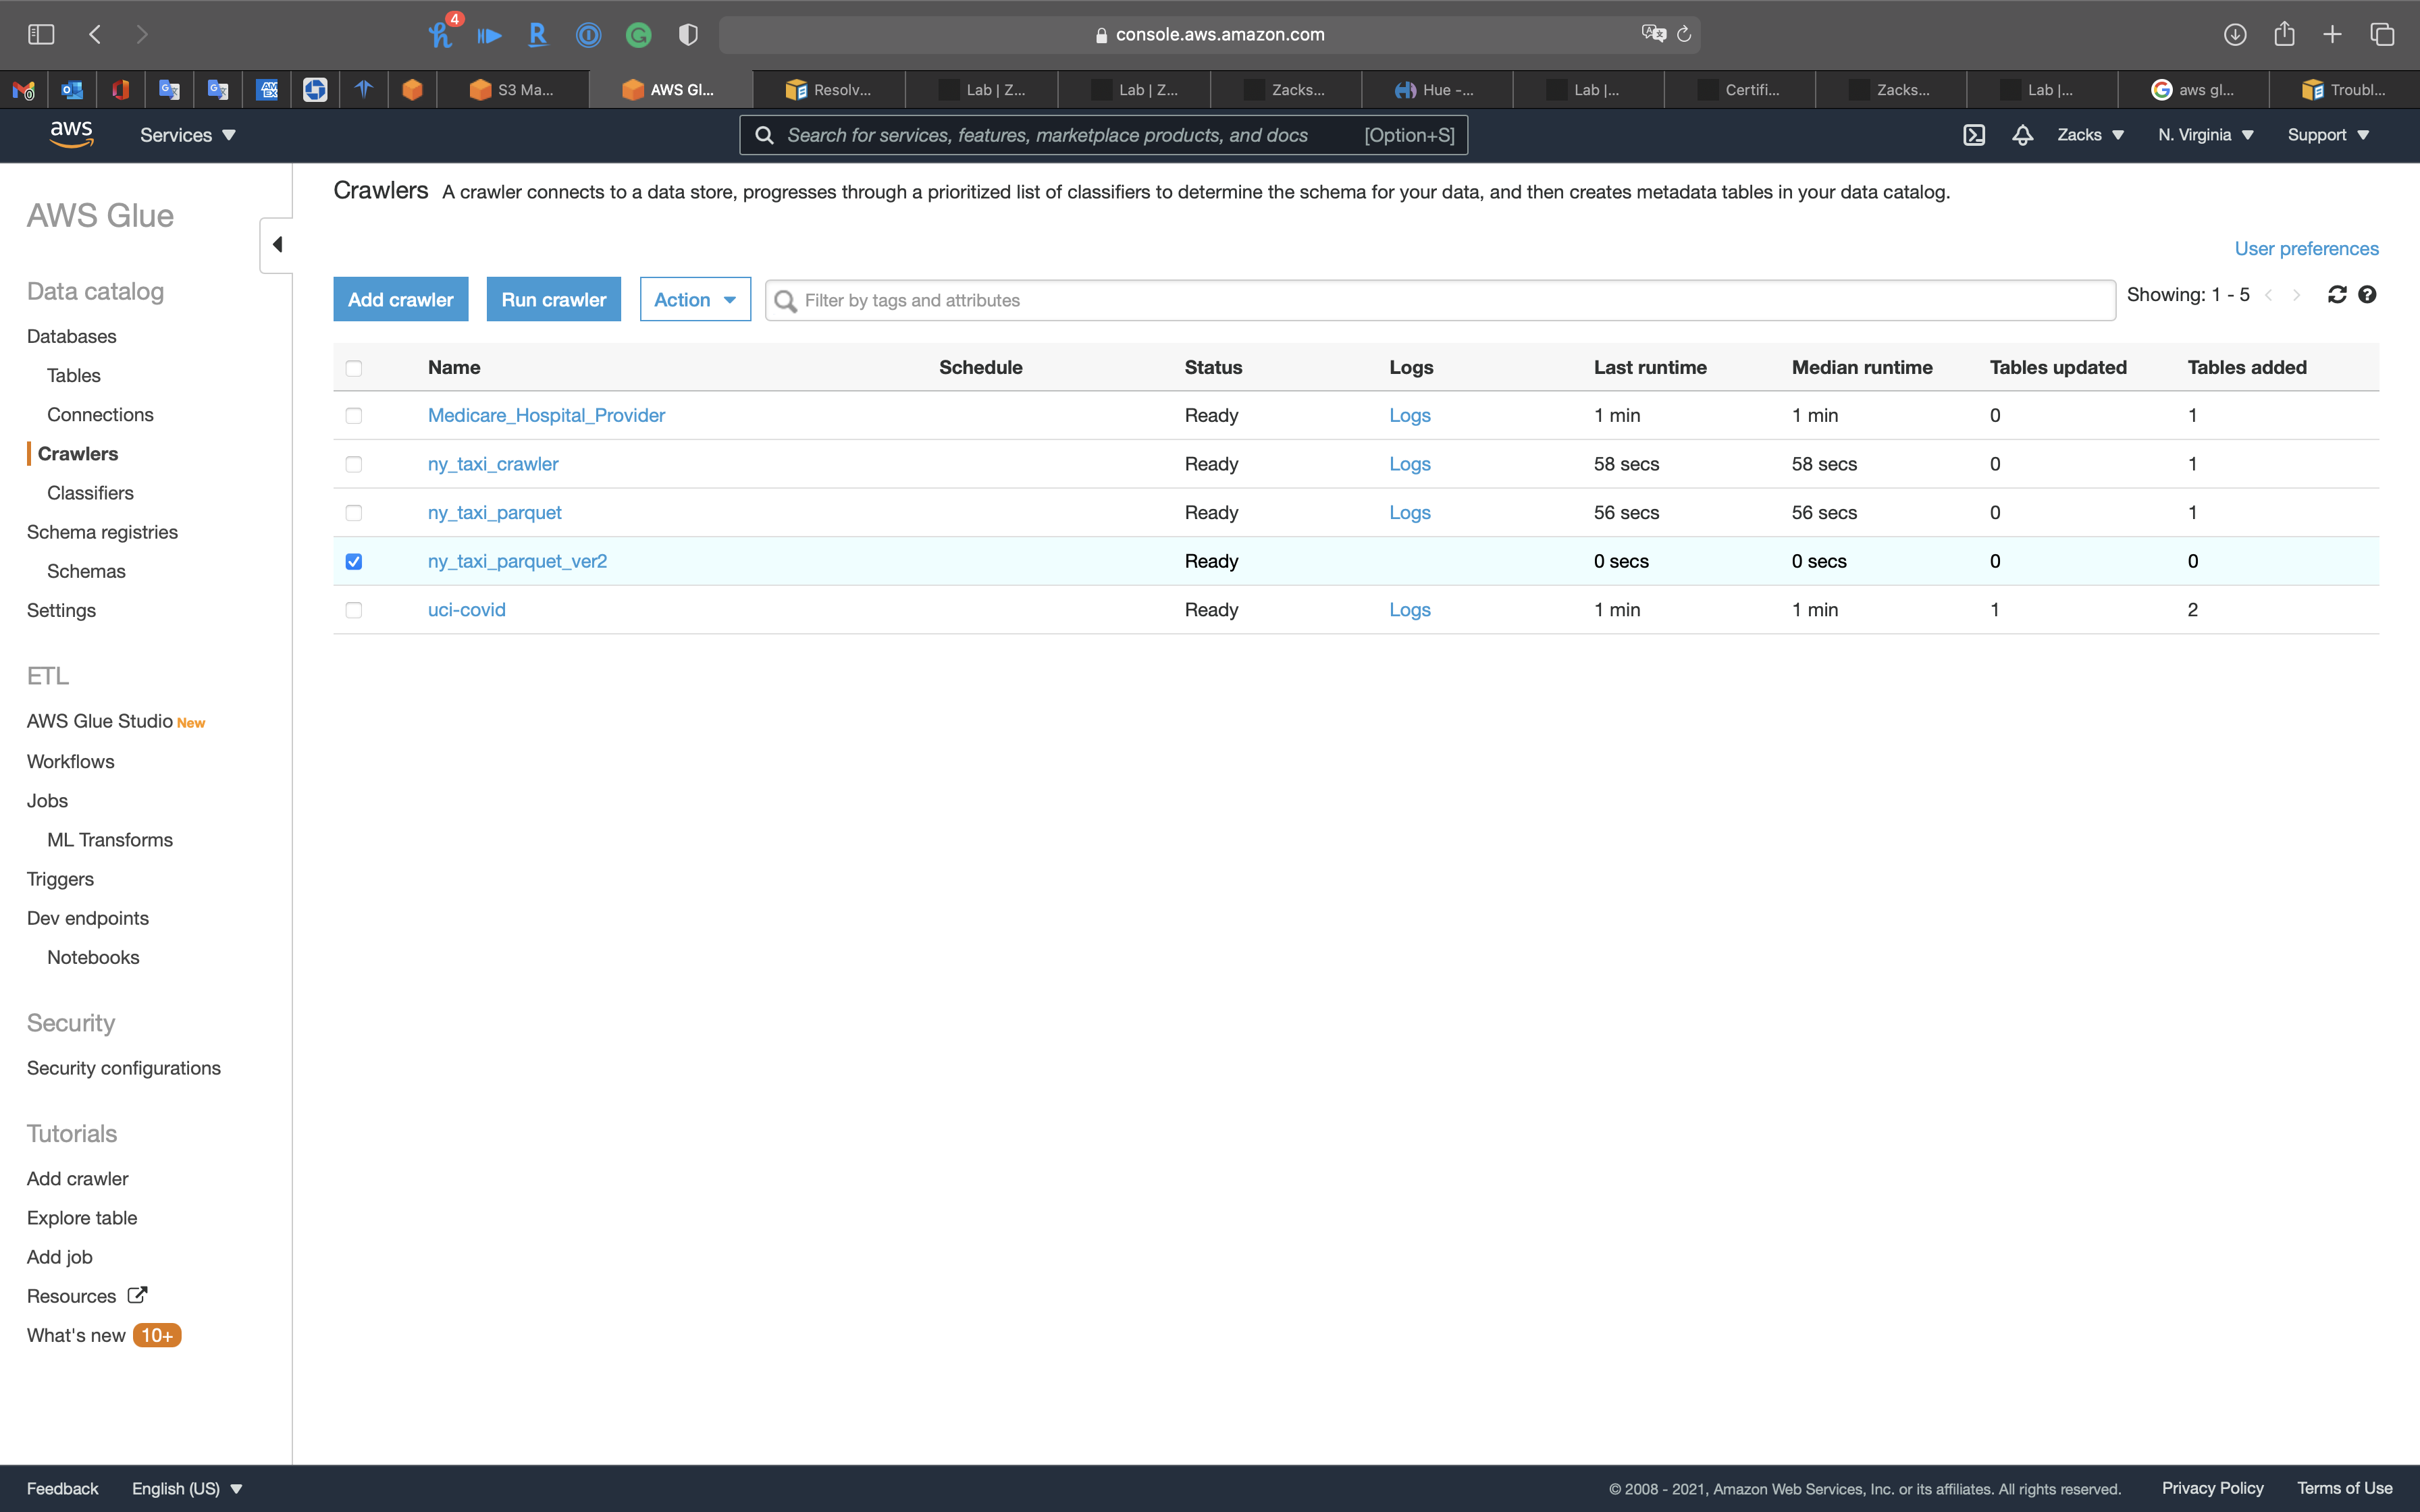 4
console.aws.amazon.com
S3 Ma...
AWS Gl...
Resolv...
Lab | Z...
Lab | Z...
Zacks...
Hue -...
Lab |...
Certifi...
Zacks...
Lab |...
aws gl...
Troubl...
aws
Services
Search for services, features, marketplace products, and docs [Option+S]
Zacks
N. Virginia
Support
AWS Glue
Data catalog
Databases
Tables
Connections
Crawlers
Classifiers
Schema registries
Schemas
Settings
ETL
AWS Glue Studio New
Workflows
Jobs
ML Transforms
Triggers
Dev endpoints
Notebooks
Security
Security configurations
Tutorials
Add crawler
Explore table
Add job
Resources
What's new 10+
Crawlers A crawler connects to a data store, progresses through a prioritized list of classifiers to determine the schema for your data, and then creates metadata tables in your data catalog.
User preferences
Add crawler Run crawler Action Filter by tags and attributes Showing: 1 - 5
Name Schedule Status Logs Last runtime Median runtime Tables updated Tables added
Medicare_Hospital_Provider Ready Logs 1 min 1 min 0 1
ny_taxi_crawler Ready Logs 58 secs 58 secs 0 1
ny_taxi_parquet Ready Logs 56 secs 56 secs 0 1
ny_taxi_parquet_ver2 Ready 0 secs 0 secs 0 0
uci-covid Ready Logs 1 min 1 min 1 2
Feedback English (US) © 2008 - 2021, Amazon Web Services, Inc. or its affiliates. All rights reserved. Privacy Policy Terms of Use